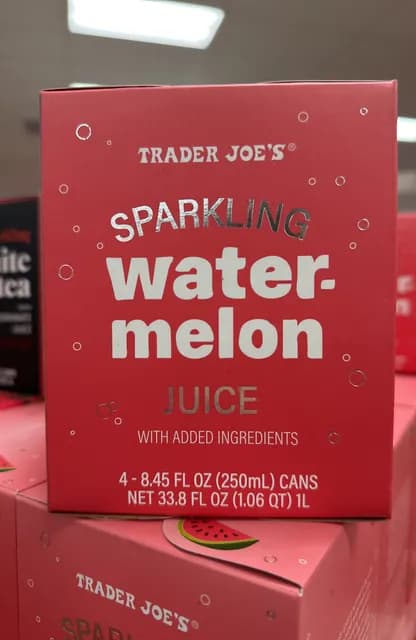 TRADER JOE'S®
SPARKLING
water-
melon
JUICE
WITH ADDED INGREDIENTS
4 - 8.45 FL OZ (250mL) CANS
NET 33.8 FL OZ (1.06 QT) 1L
TRADER JOE'S®